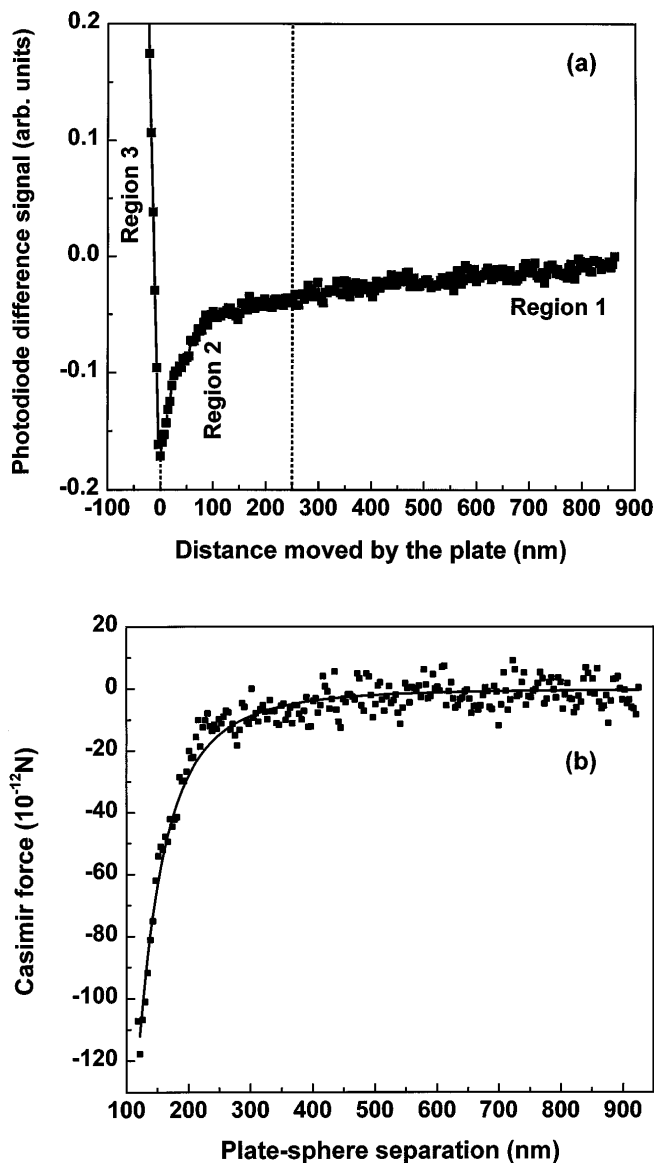 0.2
(a)
0.1
Region 3
0.0
Region 1
Region 2
-0.1
-0.2
-100 0 100 200 300 400 500 600 700 800 900
Photodiode difference signal (arb. units)
Distance moved by the plate (nm)
20
0
-20
(b)
-40
-60
-80
-100
-120
100 200 300 400 500 600 700 800 900
Casimir force (10⁻¹²N)
Plate-sphere separation (nm)